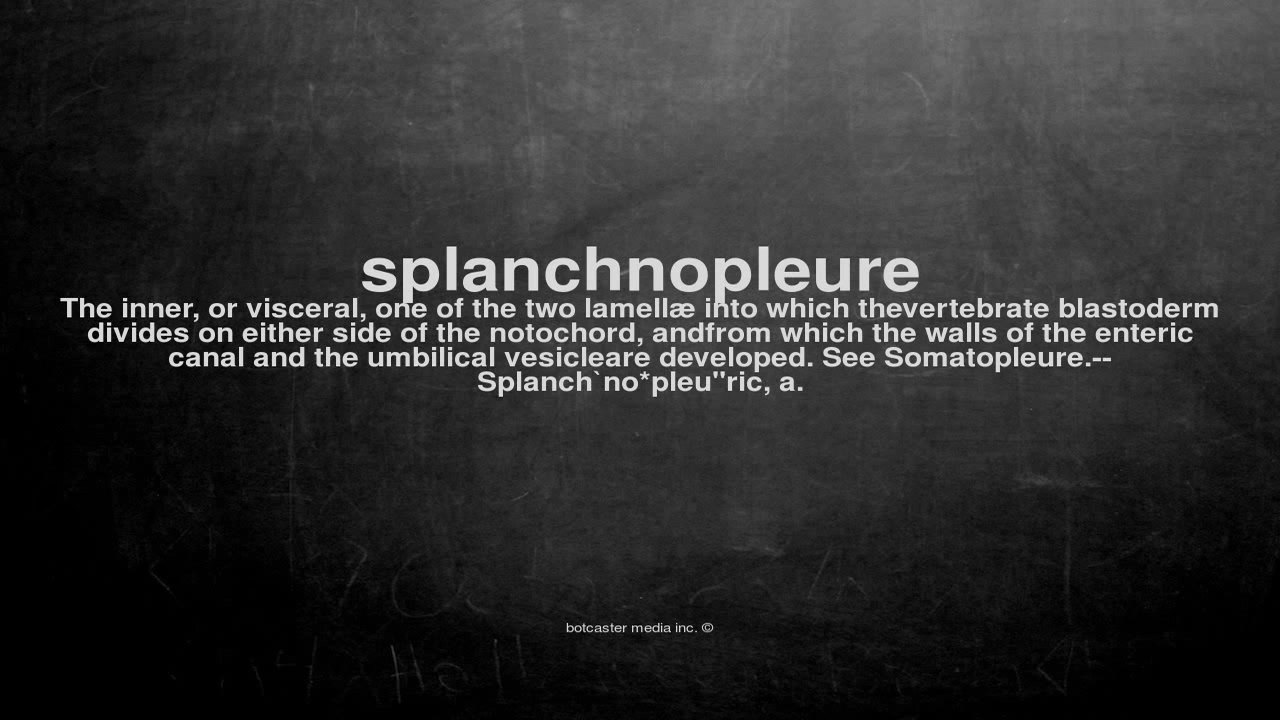 splanchnopleure
The inner, or visceral, one of the two lamellæ into which thevertebrate blastoderm
divides on either side of the notochord, andfrom which the walls of the enteric
canal and the umbilical vesicleare developed. See Somatopleure.--
Splanch`no*pleu"ric, a.
botcaster media inc. ©